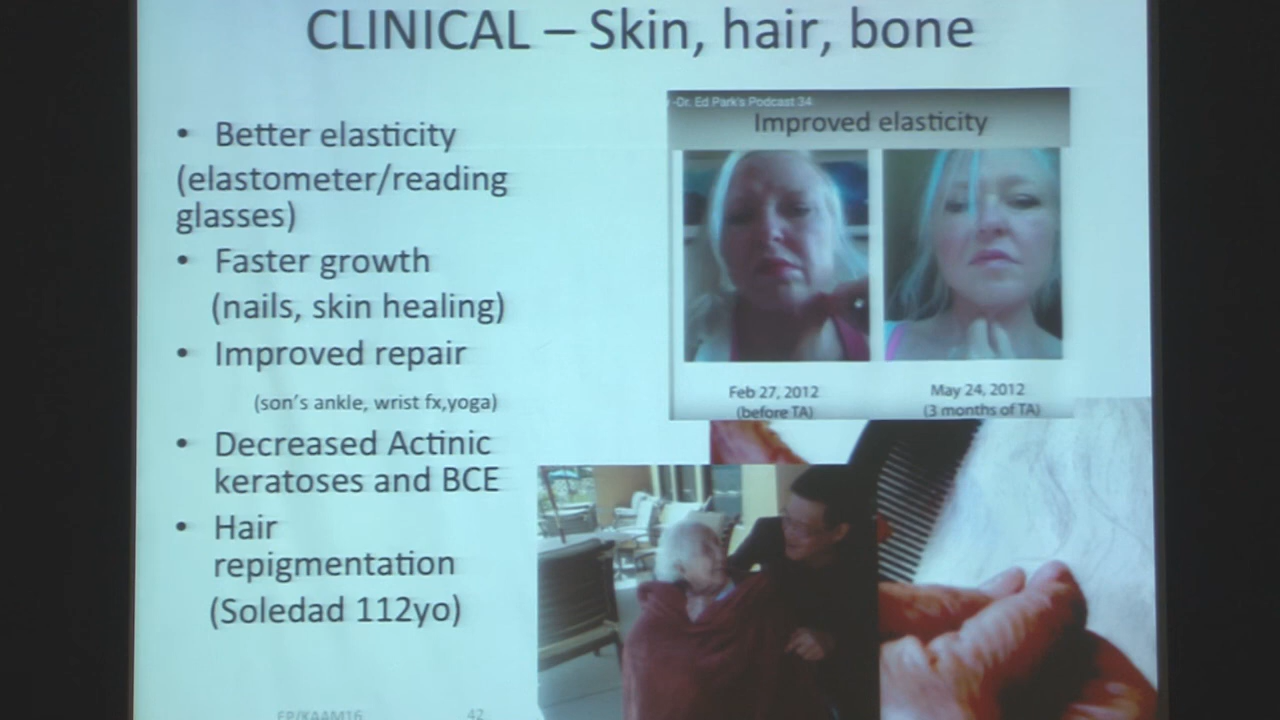 CLINICAL – Skin, hair, bone
• Better elasticity
(elastometer/reading
glasses)
• Faster growth
(nails, skin healing)
• Improved repair
(son's ankle, wrist fx,yoga)
• Decreased Actinic
keratoses and BCE
• Hair
repigmentation
(Soledad 112yo)
-Dr. Ed Park's Podcast 34
Improved elasticity
Feb 27, 2012
(before TA)
May 24, 2012
(3 months of TA)
EP/KAAM16
42